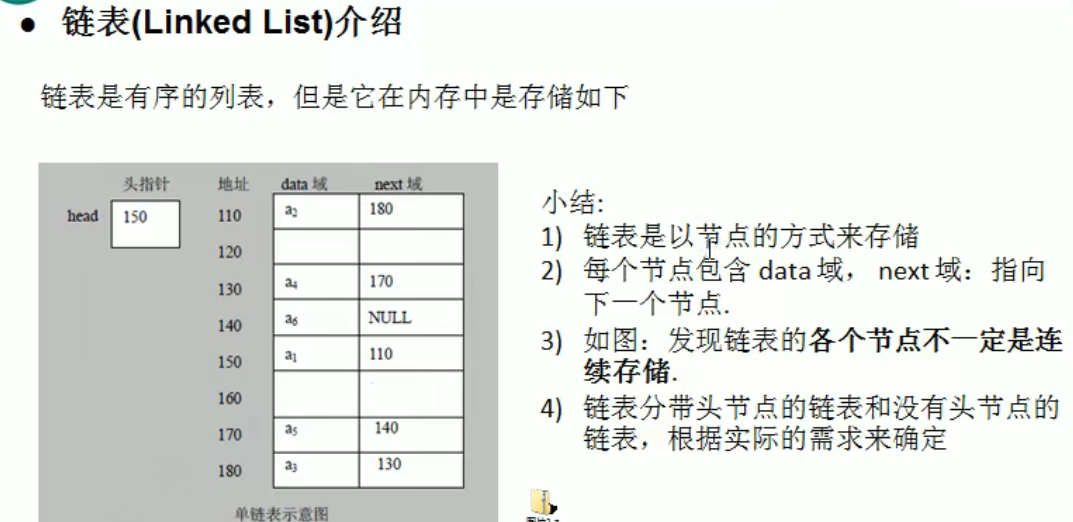 ● 链表(Linked List)介绍
链表是有序的列表，但是它在内存中是存储如下
头指针 地址 data 域 next 域
head 150 110 a₂ 180
120
130 a₄ 170
140 a₆ NULL
150 a₁ 110
160
170 a₅ 140
180 a₃ 130
单链表示意图
小结:
1) 链表是以节点的方式来存储
2) 每个节点包含 data 域， next 域：指向
下一个节点.
3) 如图：发现链表的各个节点不一定是连
续存储.
4) 链表分带头节点的链表和没有头节点的
链表，根据实际的需求来确定